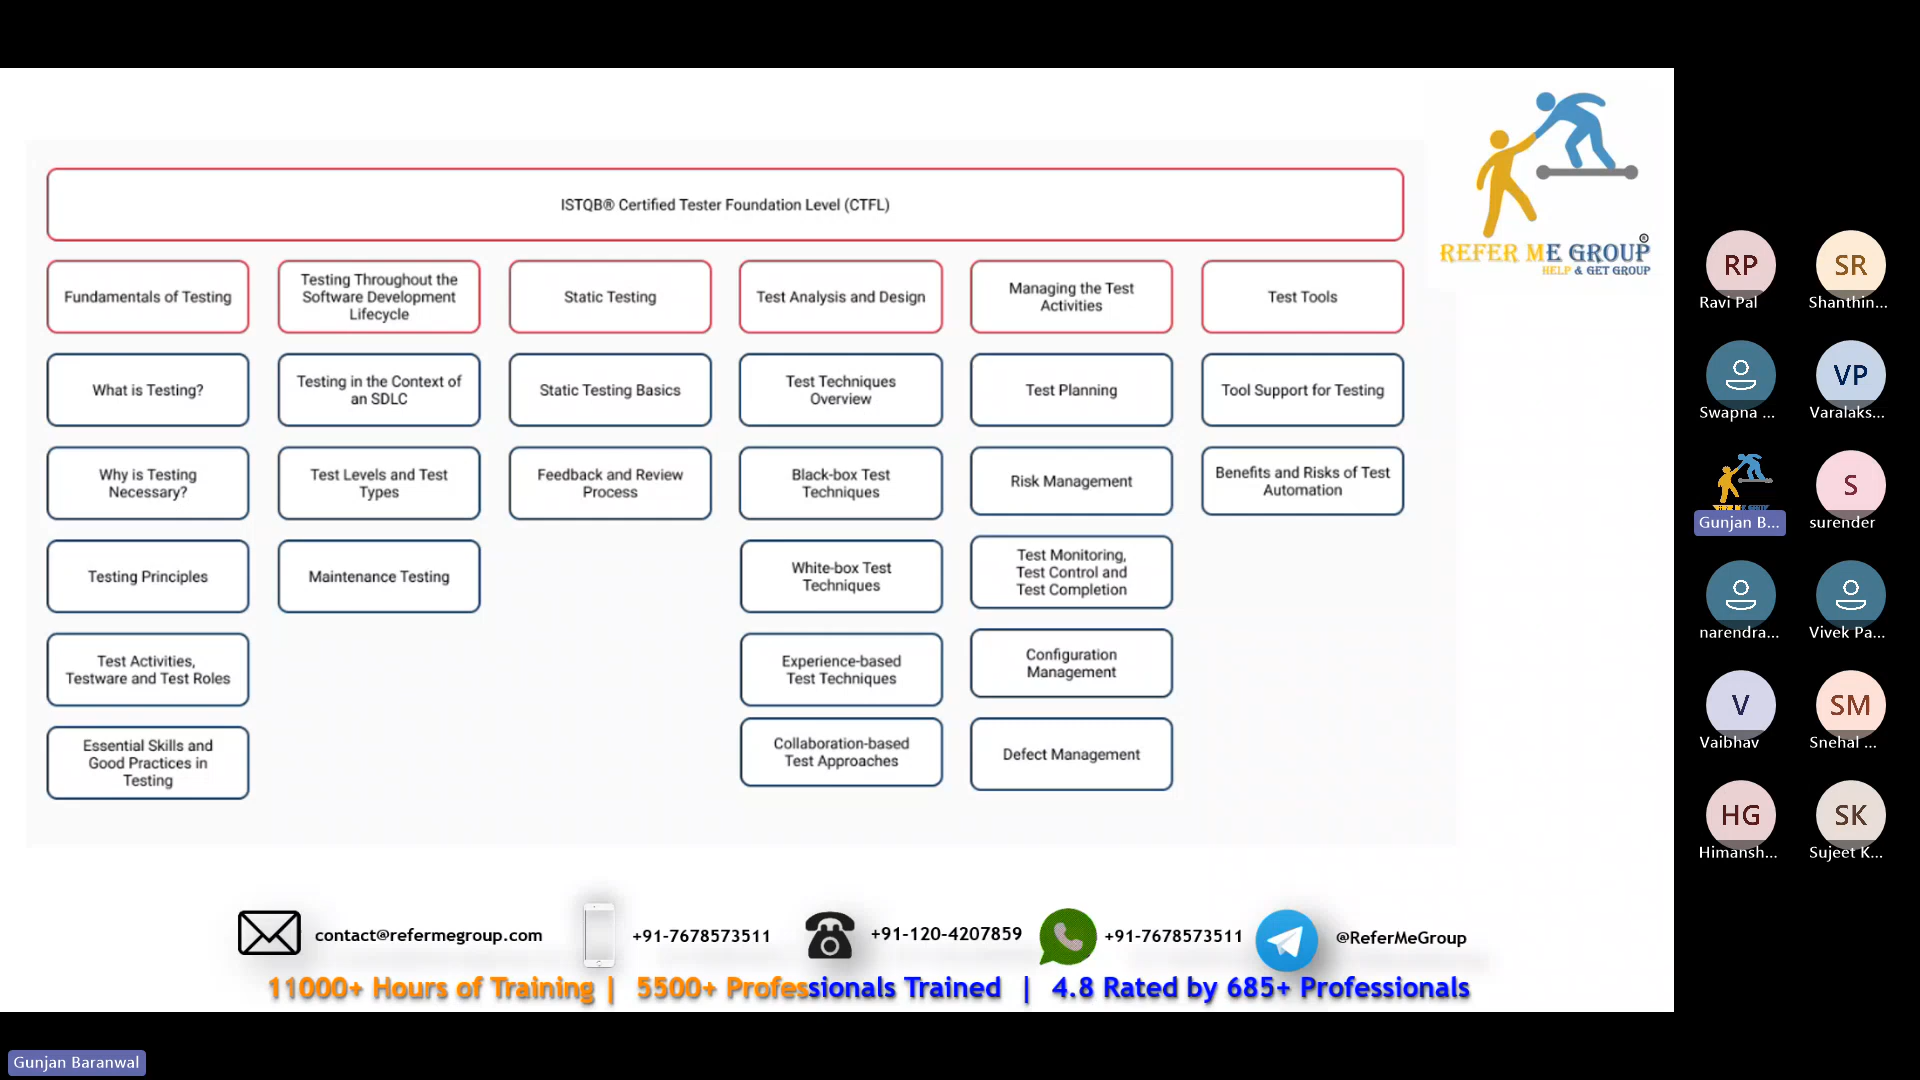 ISTQB® Certified Tester Foundation Level (CTFL)
Fundamentals of Testing
Testing Throughout the
Software Development
Lifecycle
Static Testing
Test Analysis and Design
Managing the Test
Activities
Test Tools
What is Testing?
Testing in the Context of
an SDLC
Static Testing Basics
Test Techniques
Overview
Test Planning
Tool Support for Testing
Why is Testing
Necessary?
Test Levels and Test
Types
Feedback and Review
Process
Black-box Test
Techniques
Risk Management
Benefits and Risks of Test
Automation
Testing Principles
Maintenance Testing
White-box Test
Techniques
Test Monitoring,
Test Control and
Test Completion
Test Activities,
Testware and Test Roles
Experience-based
Test Techniques
Configuration
Management
Essential Skills and
Good Practices in
Testing
Collaboration-based
Test Approaches
Defect Management
REFER ME GROUP ®
HELP & GET GROUP
contact@refermegroup.com
+91-7678573511
+91-120-4207859
+91-7678573511
@ReferMeGroup
11000+ Hours of Training | 5500+ Professionals Trained | 4.8 Rated by 685+ Professionals
RP
Ravi Pal
SR
Shanthin...
Swapna ...
VP
Varalaks...
Gunjan B...
S
surender
narendra...
Vivek Pa...
V
Vaibhav
SM
Snehal ...
HG
Himansh...
SK
Sujeet K...
Gunjan Baranwal